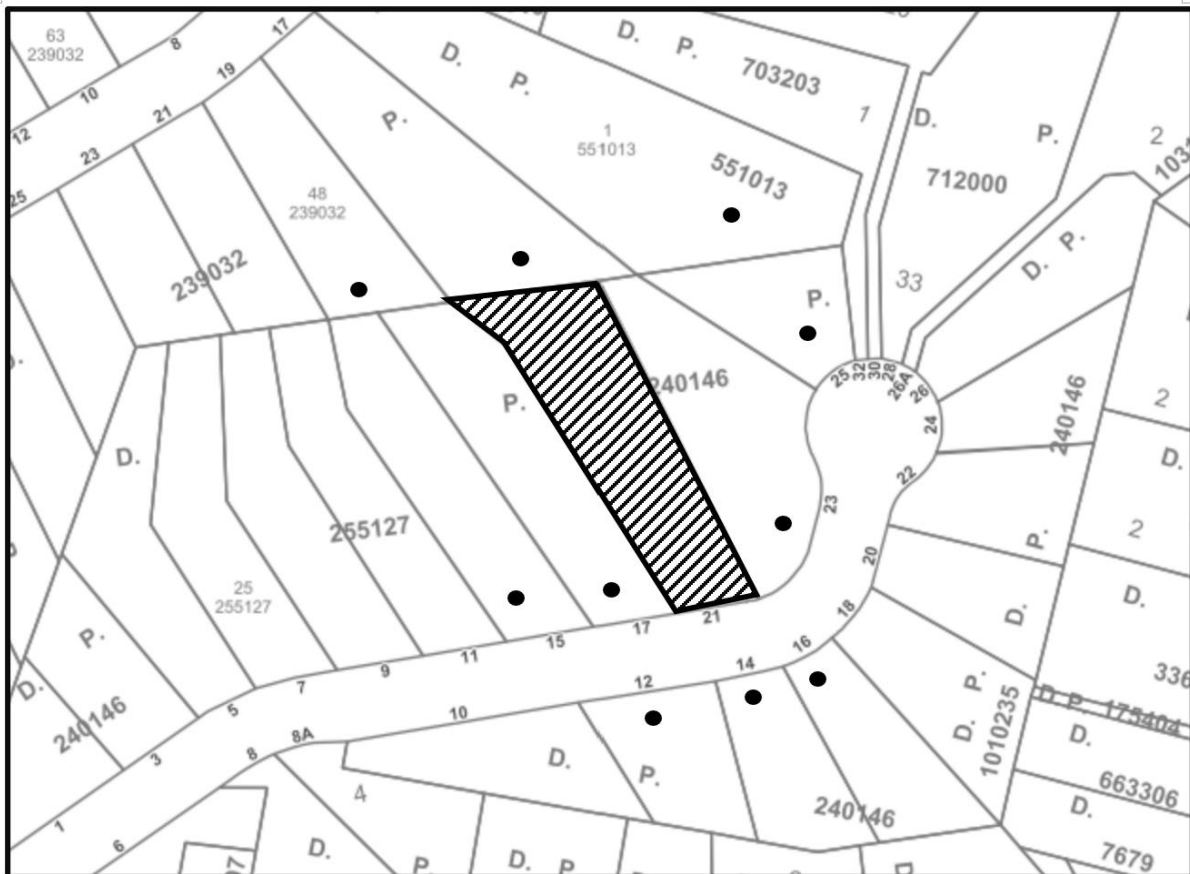 63
239032
8
17
D.
P.
D.
P.
703203
10
19
21
12
23
25
P.
1
551013
551013
1
D.
P.
712000
2
48
239032
239032
D.
P.
33
P.
240146
25
32
30
28
26A
26
24
22
240146
2
D.
P.
D.
255127
23
20
P.
2
25
255127
18
D.
D.
P.
21
17
15
11
9
7
5
3
1
16
14
12
10
8A
8
6
D.
240146
D.
P.
1010235
D. P. 175404
D.
663306
D.
7679
D.
P.
240146
4
D.
P.
D.
P.
D.